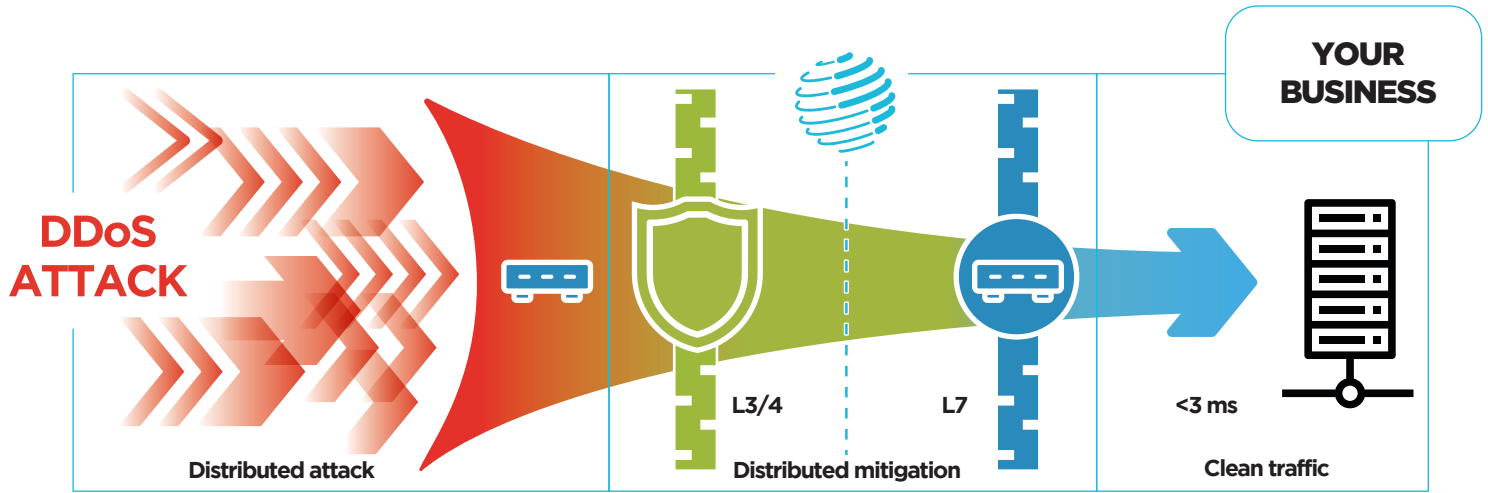 YOUR
BUSINESS
DDoS
ATTACK
L3/4
L7
<3 ms
Distributed attack
Distributed mitigation
Clean traffic